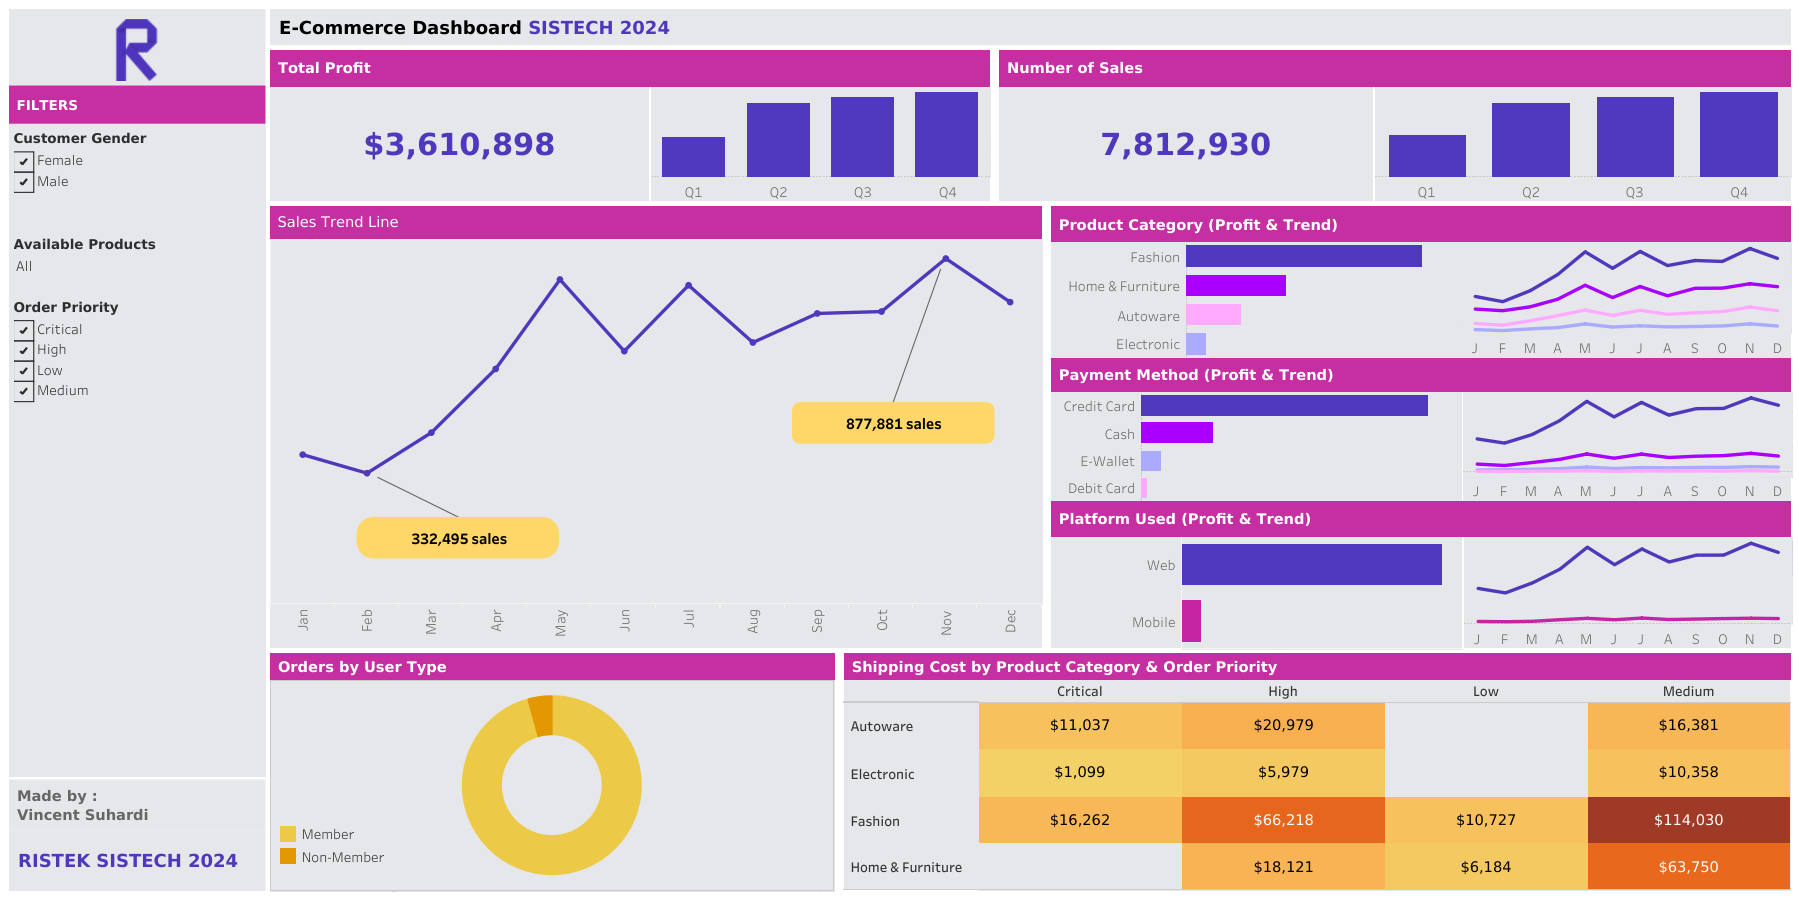 R
E-Commerce Dashboard SISTECH 2024
FILTERS
Customer Gender
Female
Male
Available Products
All
Order Priority
Critical
High
Low
Medium
Made by :
Vincent Suhardi
RISTEK SISTECH 2024
Total Profit
$3,610,898
Q1 Q2 Q3 Q4
Number of Sales
7,812,930
Q1 Q2 Q3 Q4
Sales Trend Line
877,881 sales
332,495 sales
Jan Feb Mar Apr May Jun Jul Aug Sep Oct Nov Dec
Product Category (Profit & Trend)
Fashion
Home & Furniture
Autoware
Electronic
J F M A M J J A S O N D
Payment Method (Profit & Trend)
Credit Card
Cash
E-Wallet
Debit Card
J F M A M J J A S O N D
Platform Used (Profit & Trend)
Web
Mobile
J F M A M J J A S O N D
Orders by User Type
Member
Non-Member
Shipping Cost by Product Category & Order Priority
Critical High Low Medium
Autoware $11,037 $20,979 $16,381
Electronic $1,099 $5,979 $10,358
Fashion $16,262 $66,218 $10,727 $114,030
Home & Furniture $18,121 $6,184 $63,750